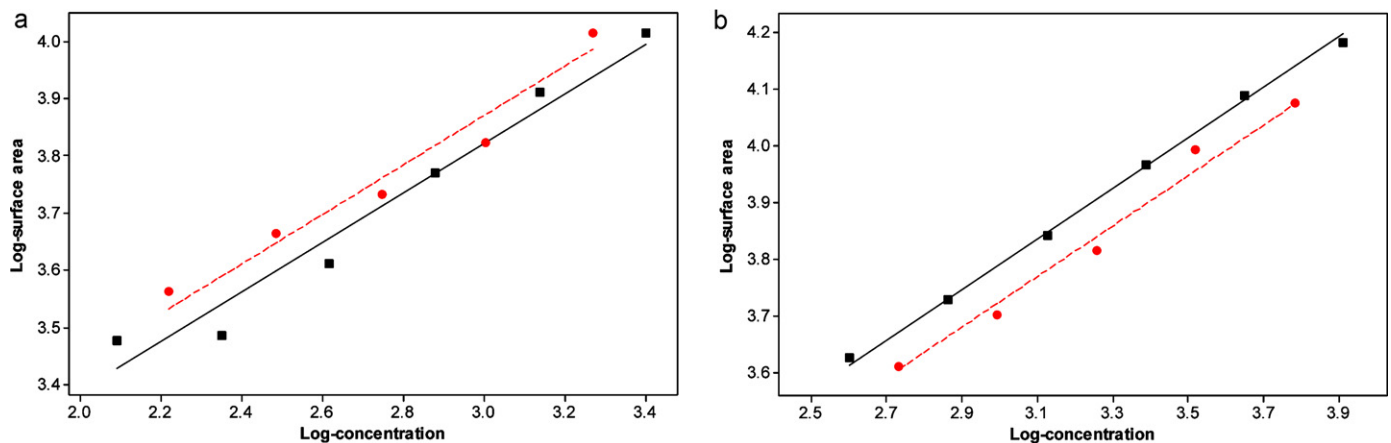 a
4.0
3.9
3.8
3.7
3.6
3.5
3.4
Log-surface area
2.0 2.2 2.4 2.6 2.8 3.0 3.2 3.4
Log-concentration
b
4.2
4.1
4.0
3.9
3.8
3.7
3.6
Log-surface area
2.5 2.7 2.9 3.1 3.3 3.5 3.7 3.9
Log-concentration